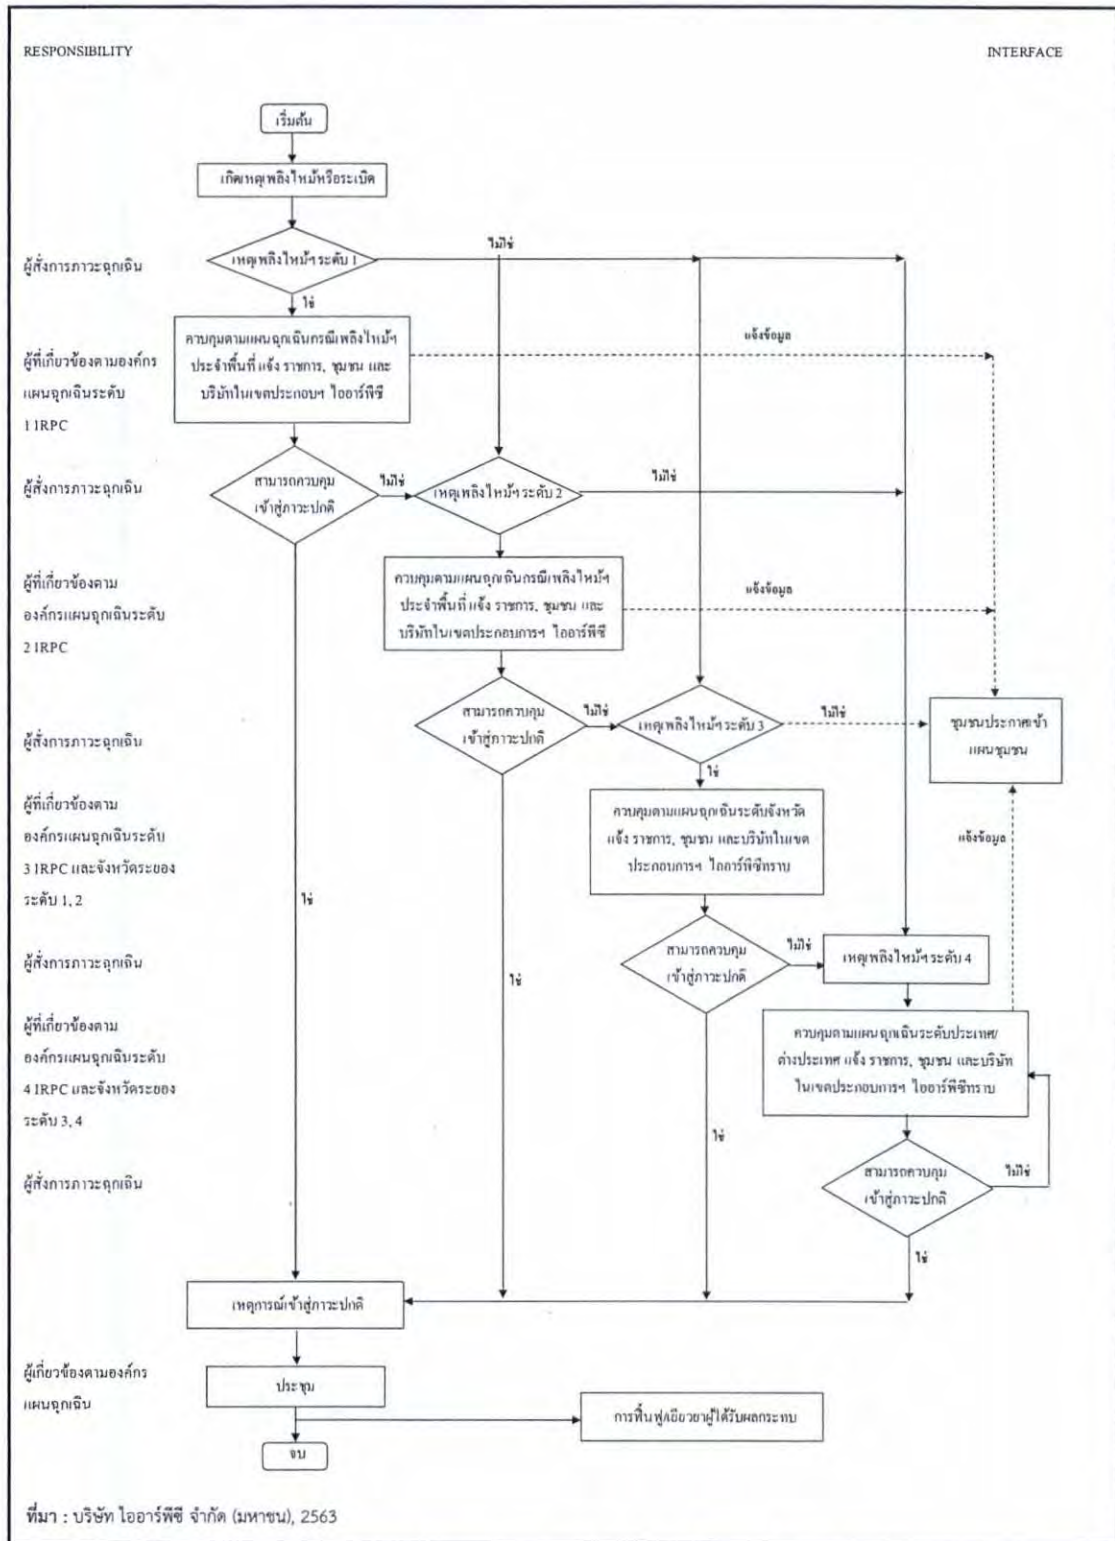 RESPONSIBILITY
INTERFACE
เริ่มต้น
เกิดเหตุเพลิงไหม้หรือระเบิด
ผู้สั่งการภาวะฉุกเฉิน
เหตุเพลิงไหม้ฯ ระดับ 1
ไม่ใช่
ใช่
ผู้ที่เกี่ยวข้องตามองค์กร
แผนฉุกเฉินระดับ
1 IRPC
ควบคุมตามแผนฉุกเฉินกรณีเพลิงไหม้ฯ
ประจำพื้นที่ แจ้ง ราชการ, ชุมชน และ
บริษัทในเขตประกอบฯ ไออาร์พีซี
แจ้งข้อมูล
ผู้สั่งการภาวะฉุกเฉิน
สามารถควบคุม
เข้าสู่ภาวะปกติ
ไม่ใช่
เหตุเพลิงไหม้ฯ ระดับ 2
ไม่ใช่
ผู้ที่เกี่ยวข้องตาม
องค์กรแผนฉุกเฉินระดับ
2 IRPC
ควบคุมตามแผนฉุกเฉินกรณีเพลิงไหม้ฯ
ประจำพื้นที่ แจ้ง ราชการ, ชุมชน และ
บริษัทในเขตประกอบการฯ ไออาร์พีซี
แจ้งข้อมูล
ผู้สั่งการภาวะฉุกเฉิน
สามารถควบคุม
เข้าสู่ภาวะปกติ
ไม่ใช่
เหตุเพลิงไหม้ฯ ระดับ 3
ไม่ใช่
ชุมชนประกาศเข้า
แผนชุมชน
ใช่
ผู้ที่เกี่ยวข้องตาม
องค์กรแผนฉุกเฉินระดับ
3 IRPC และจังหวัดระยอง
ระดับ 1, 2
ควบคุมตามแผนฉุกเฉินระดับจังหวัด
แจ้ง ราชการ, ชุมชน และบริษัทในเขต
ประกอบการฯ ไออาร์พีซีทราบ
แจ้งข้อมูล
ใช่
ผู้สั่งการภาวะฉุกเฉิน
สามารถควบคุม
เข้าสู่ภาวะปกติ
ไม่ใช่
เหตุเพลิงไหม้ฯ ระดับ 4
ใช่
ผู้ที่เกี่ยวข้องตาม
องค์กรแผนฉุกเฉินระดับ
4 IRPC และจังหวัดระยอง
ระดับ 3, 4
ควบคุมตามแผนฉุกเฉินระดับประเทศ/
ต่างประเทศ แจ้ง ราชการ, ชุมชน และบริษัท
ในเขตประกอบการฯ ไออาร์พีซีทราบ
ใช่
ผู้สั่งการภาวะฉุกเฉิน
สามารถควบคุม
เข้าสู่ภาวะปกติ
ไม่ใช่
ใช่
เหตุการณ์เข้าสู่ภาวะปกติ
ผู้เกี่ยวข้องตามองค์กร
แผนฉุกเฉิน
ประชุม
การฟื้นฟู/เยียวยาผู้ได้รับผลกระทบ
จบ
ที่มา : บริษัท ไออาร์พีซี จำกัด (มหาชน), 2563